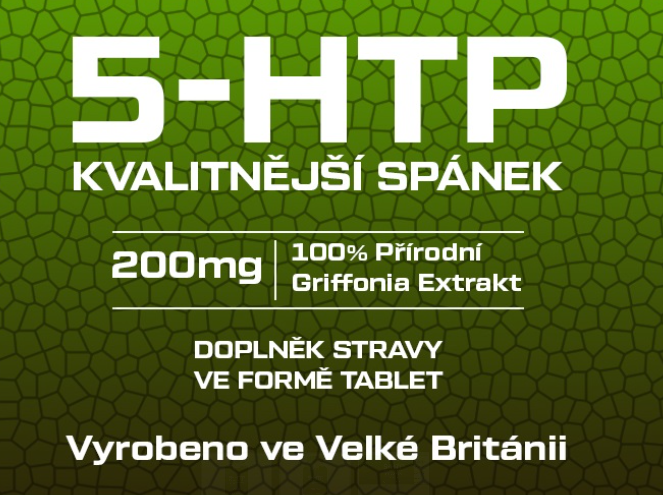 5-HTP
KVALITNĚJŠÍ SPÁNEK
200mg
100% Přírodní
Griffonia Extrakt
DOPLNĚK STRAVY
VE FORMĚ TABLET
Vyrobeno ve Velké Británii